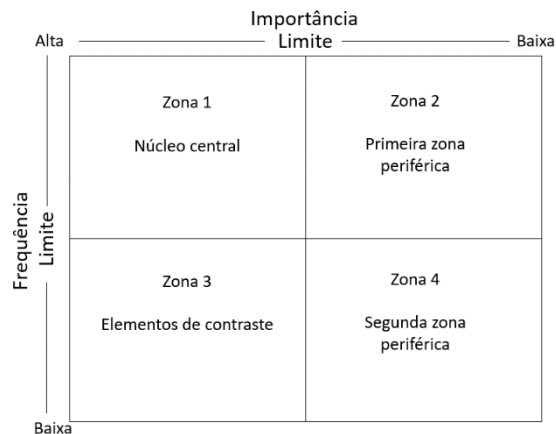 Importância
Alta Limite Baixa
Zona 1
Núcleo central
Zona 2
Primeira zona
periférica
Frequência
Limite
Zona 3
Elementos de contraste
Zona 4
Segunda zona
periférica
Baixa